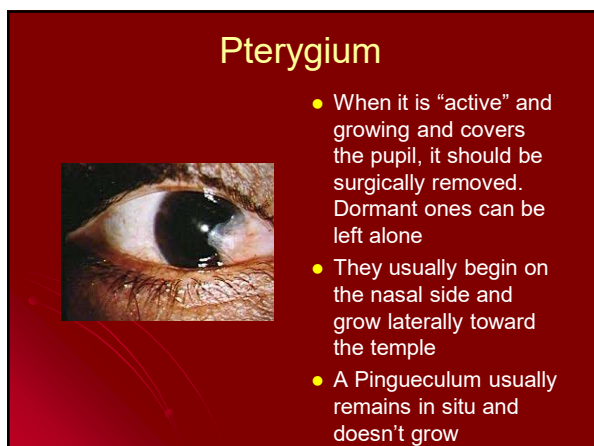 Pterygium
When it is “active” and
growing and covers
the pupil, it should be
surgically removed.
Dormant ones can be
left alone
They usually begin on
the nasal side and
grow laterally toward
the temple
A Pingueculum usually
remains in situ and
doesn’t grow